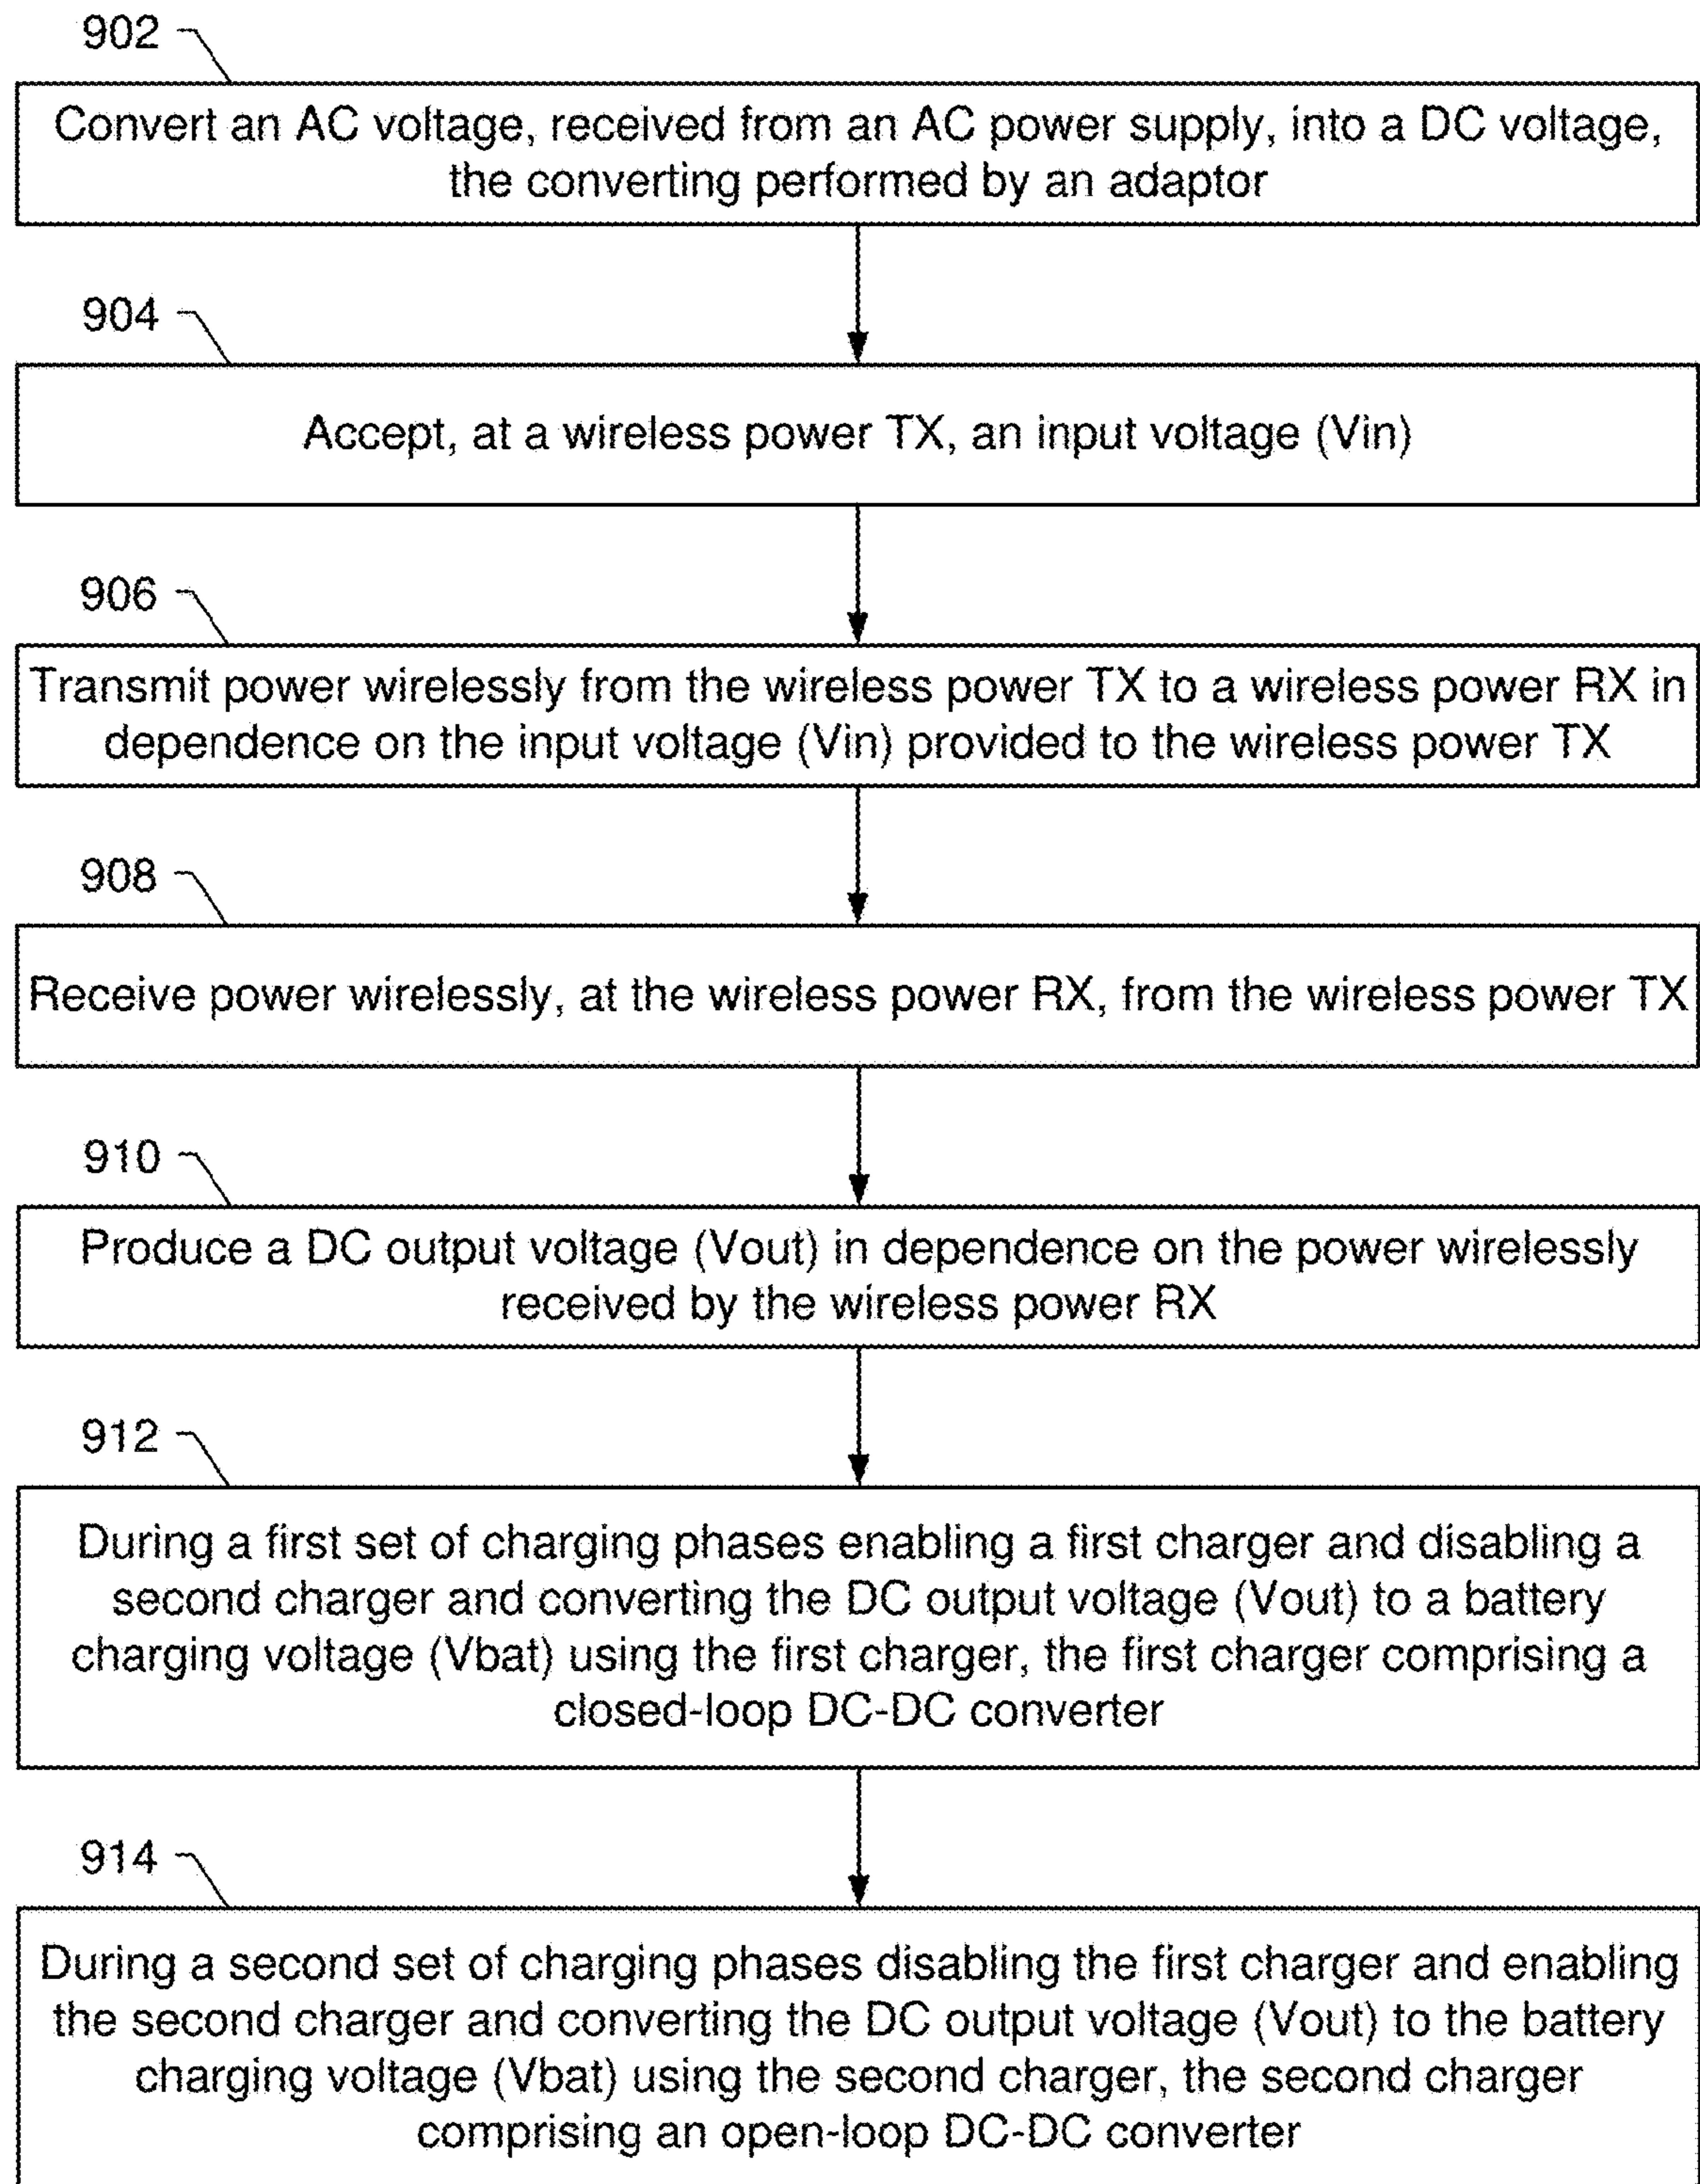 902
Convert an AC voltage, received from an AC power supply, into a DC voltage,
the converting performed by an adaptor
904
Accept, at a wireless power TX, an input voltage (Vin)
906
Transmit power wirelessly from the wireless power TX to a wireless power RX in
dependence on the input voltage (Vin) provided to the wireless power TX
908
Receive power wirelessly, at the wireless power RX, from the wireless power TX
910
Produce a DC output voltage (Vout) in dependence on the power wirelessly
received by the wireless power RX
912
During a first set of charging phases enabling a first charger and disabling a
second charger and converting the DC output voltage (Vout) to a battery
charging voltage (Vbat) using the first charger, the first charger comprising a
closed-loop DC-DC converter
914
During a second set of charging phases disabling the first charger and enabling
the second charger and converting the DC output voltage (Vout) to the battery
charging voltage (Vbat) using the second charger, the second charger
comprising an open-loop DC-DC converter